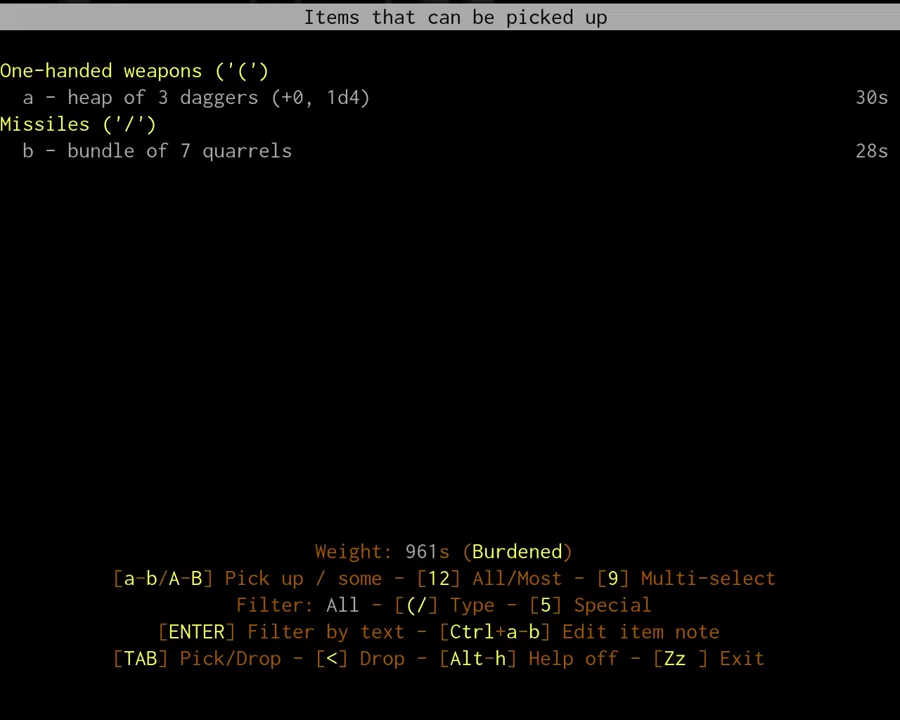 Items that can be picked up
One-handed weapons ('(')
a - heap of 3 daggers (+0, 1d4) 30s
Missiles ('/')
b - bundle of 7 quarrels 28s
Weight: 961s (Burdened)
[a-b/A-B] Pick up / some - [12] All/Most - [9] Multi-select
Filter: All - [(/] Type - [5] Special
[ENTER] Filter by text - [Ctrl+a-b] Edit item note
[TAB] Pick/Drop - [<] Drop - [Alt-h] Help off - [Zz ] Exit